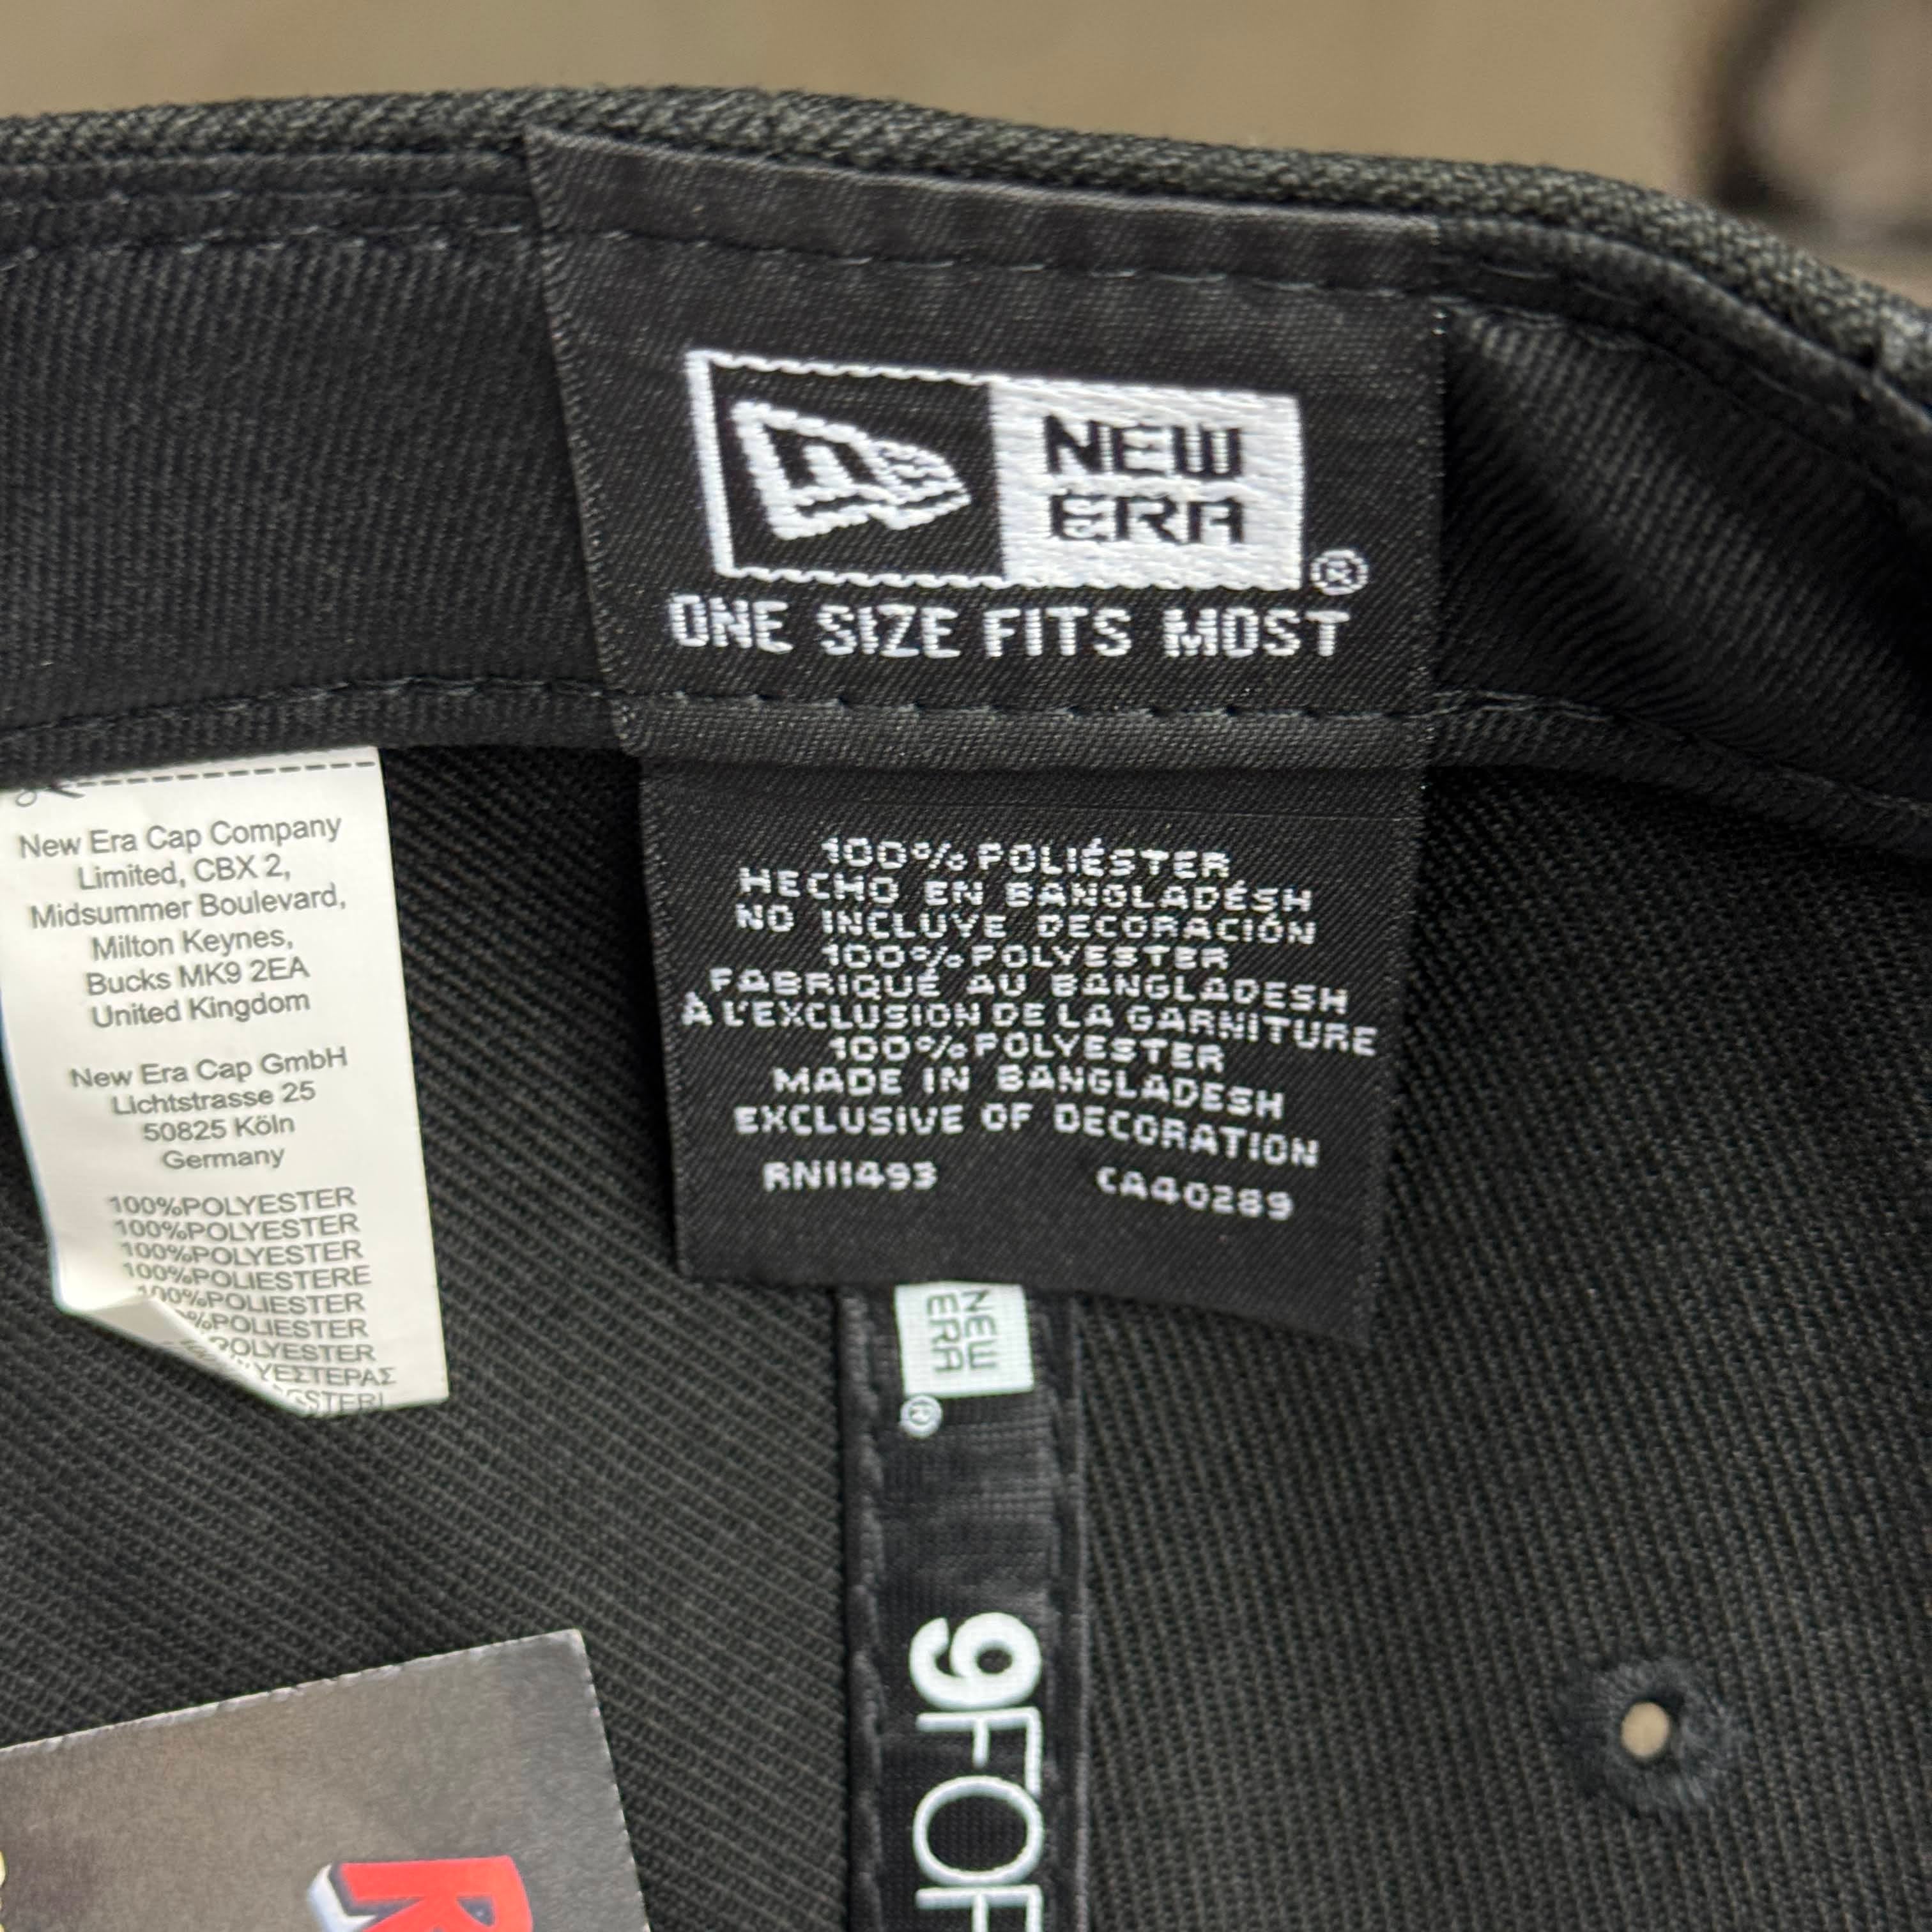 NEW
ERA
®
ONE SIZE FITS MOST
100% POLIÉSTER
HECHO EN BANGLADÉSH
NO INCLUYE DECORACIÓN
100% POLYESTER
FABRIQUÉ AU BANGLADESH
À L'EXCLUSION DE LA GARNITURE
100% POLYESTER
MADE IN BANGLADESH
EXCLUSIVE OF DECORATION
RN11493 CA40289
New Era Cap Company
Limited, CBX 2,
Midsummer Boulevard,
Milton Keynes,
Bucks MK9 2EA
United Kingdom
New Era Cap GmbH
Lichtstrasse 25
50825 Köln
Germany
100%POLYESTER
100%POLYESTER
100%POLYESTER
100%POLIESTERE
100%POLIESTER
%POLIESTER
POLYESTER
NEW
ERA
®
9FOR
R